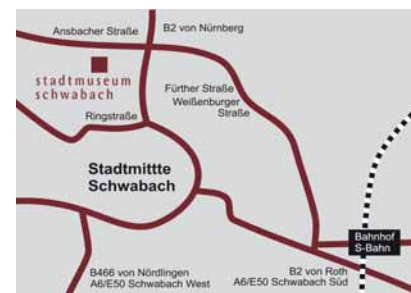 Ansbacher Straße
B2 von Nürnberg
stadtmuseum
schwabach
Fürther Straße
Weißenburger
Straße
Ringstraße
Stadtmittte
Schwabach
Bahnhof
S-Bahn
B466 von Nördlingen
A6/E50 Schwabach West
B2 von Roth
A6/E50 Schwabach Süd